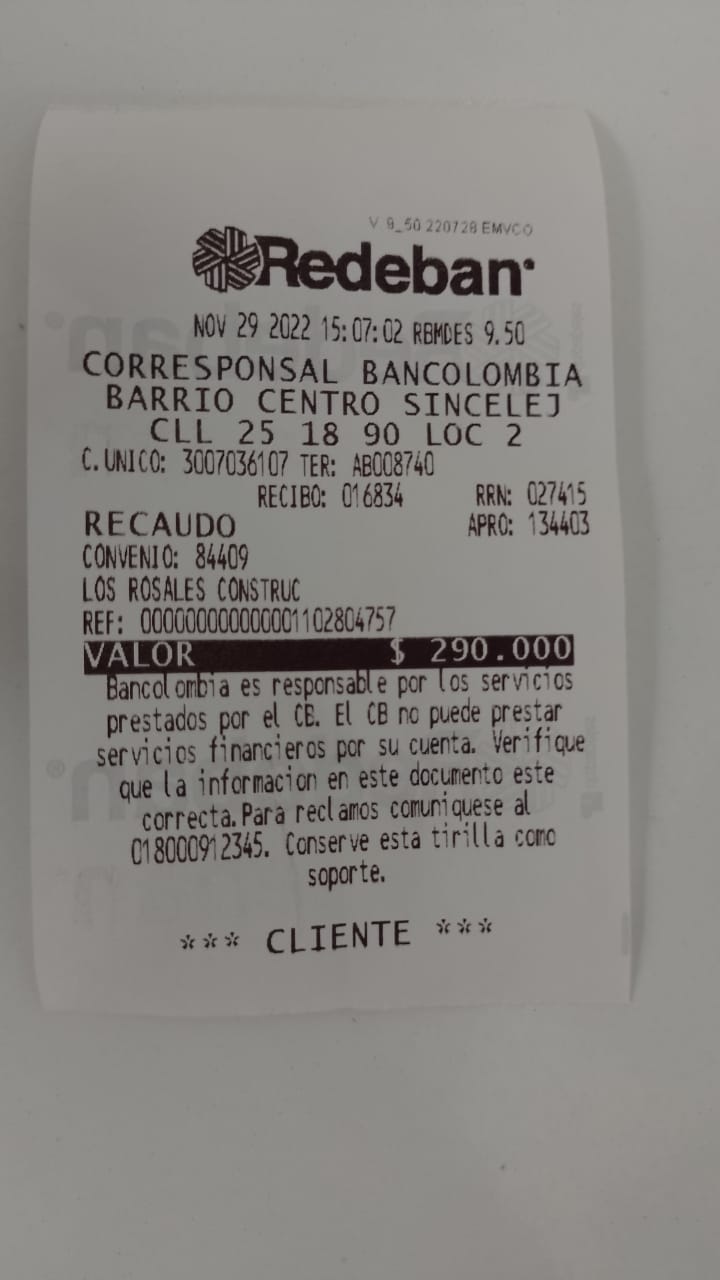 V 9_50 220728 EMVCO
Redeban
NOV 29 2022 15:07:02 RBMDES 9.50
CORRESPONSAL BANCOLOMBIA
BARRIO CENTRO SINCELEJ
CLL 25 18 90 LOC 2
C.UNICO: 3007036107 TER: AB008740
RECIBO: 016834 RRN: 027415
RECAUDO APRO: 134403
CONVENIO: 84409
LOS ROSALES CONSTRUC
REF: 00000000000001102804757
VALOR $ 290.000
Bancolombia es responsable por los servicios
prestados por el CB. El CB no puede prestar
servicios financieros por su cuenta. Verifique
que la informacion en este documento este
correcta.Para reclamos comuniquese al
018000912345. Conserve esta tirilla como
soporte.
*** CLIENTE ***